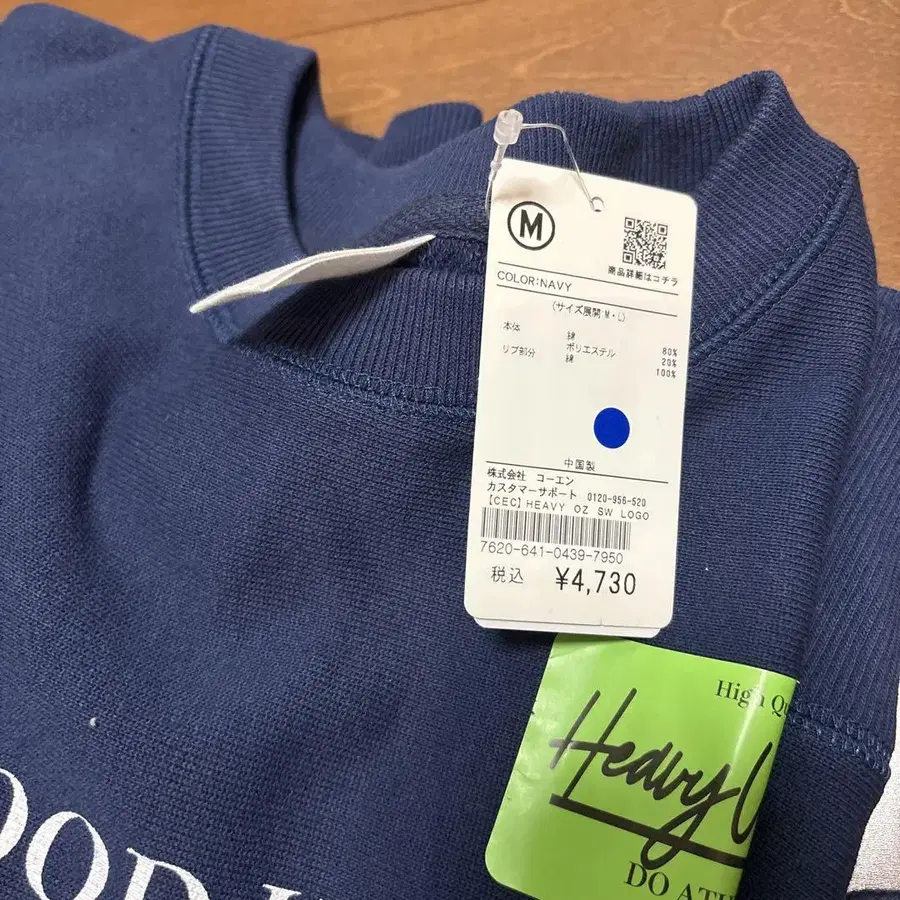 M
商品詳細はコチラ
COLOR:NAVY
(サイズ展開:M・L)
本体 綿 80%
ポリエステル 20%
リブ部分 綿 100%
中国製
株式会社 コーエン
カスタマーサポート 0120-956-520
【CEC】HEAVY OZ SW LOGO
7620-641-0439-7950
税込 ¥4,730
High Qu
Heavy
DO ATH
OOD